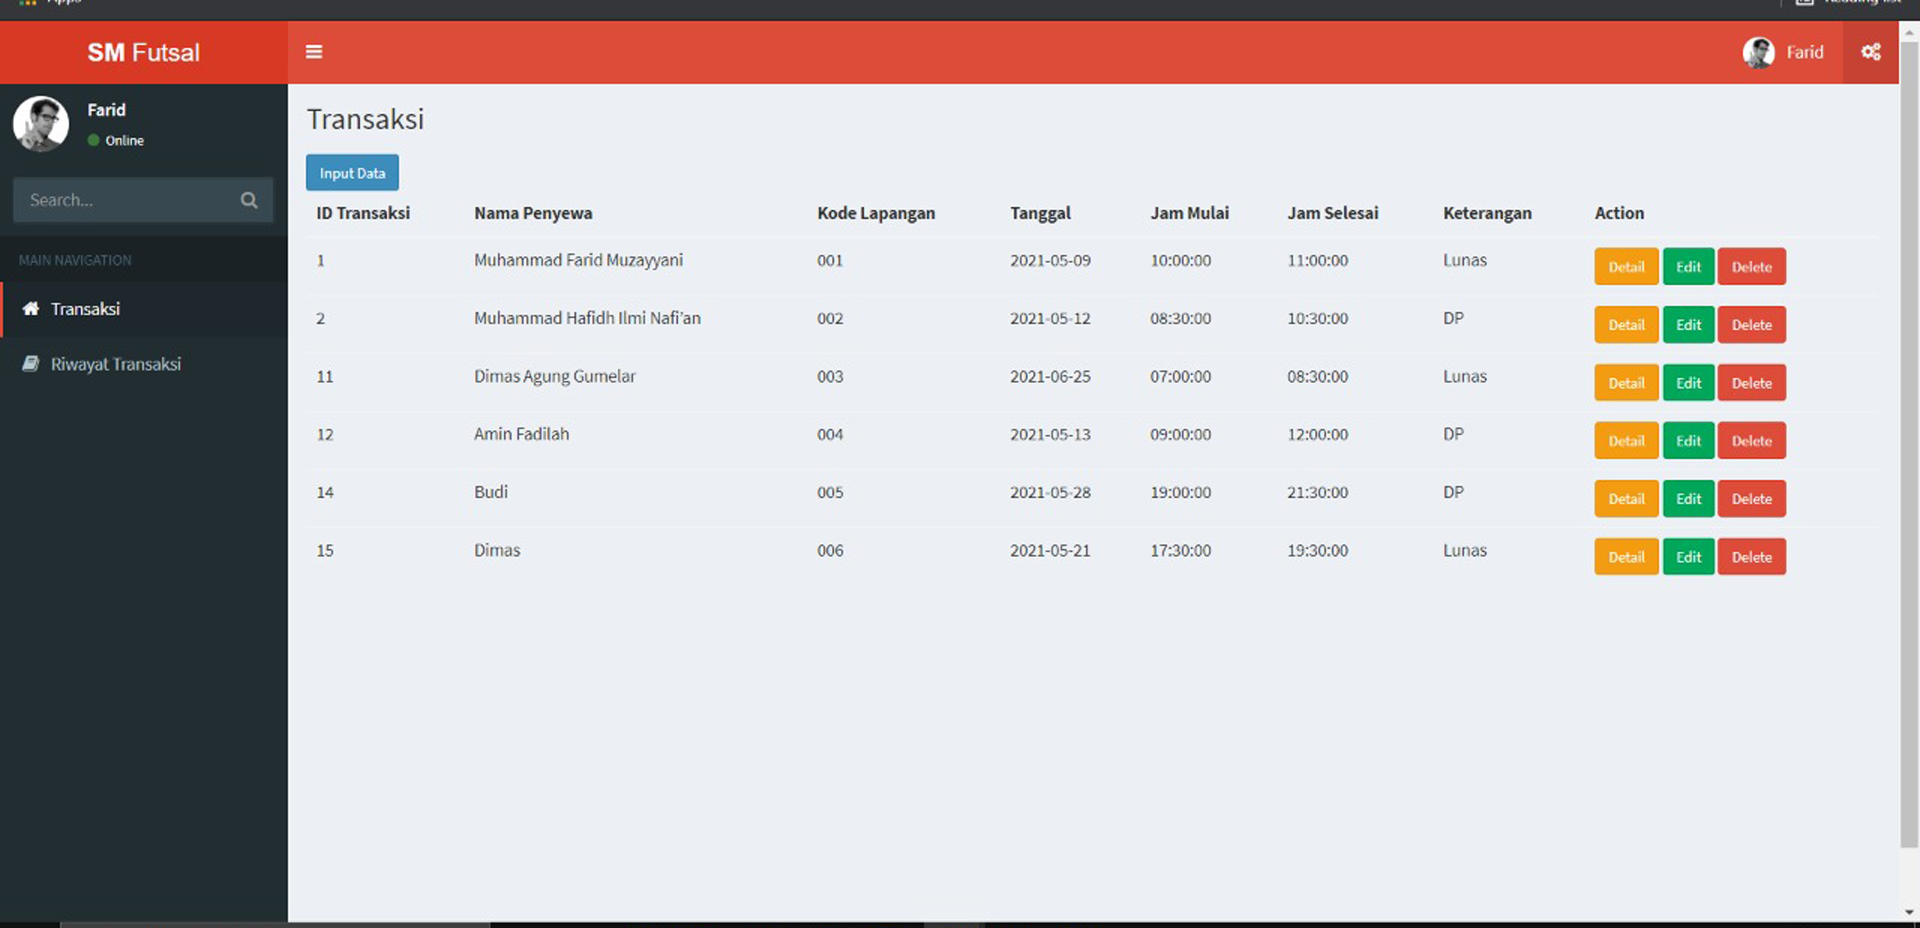 Apps
Reading list
SM Futsal
Farid
Farid
Online
Search...
MAIN NAVIGATION
Transaksi
Riwayat Transaksi
Transaksi
Input Data
ID Transaksi Nama Penyewa Kode Lapangan Tanggal Jam Mulai Jam Selesai Keterangan Action
1 Muhammad Farid Muzayyani 001 2021-05-09 10:00:00 11:00:00 Lunas Detail Edit Delete
2 Muhammad Hafidh Ilmi Nafi'an 002 2021-05-12 08:30:00 10:30:00 DP Detail Edit Delete
11 Dimas Agung Gumelar 003 2021-06-25 07:00:00 08:30:00 Lunas Detail Edit Delete
12 Amin Fadilah 004 2021-05-13 09:00:00 12:00:00 DP Detail Edit Delete
14 Budi 005 2021-05-28 19:00:00 21:30:00 DP Detail Edit Delete
15 Dimas 006 2021-05-21 17:30:00 19:30:00 Lunas Detail Edit Delete